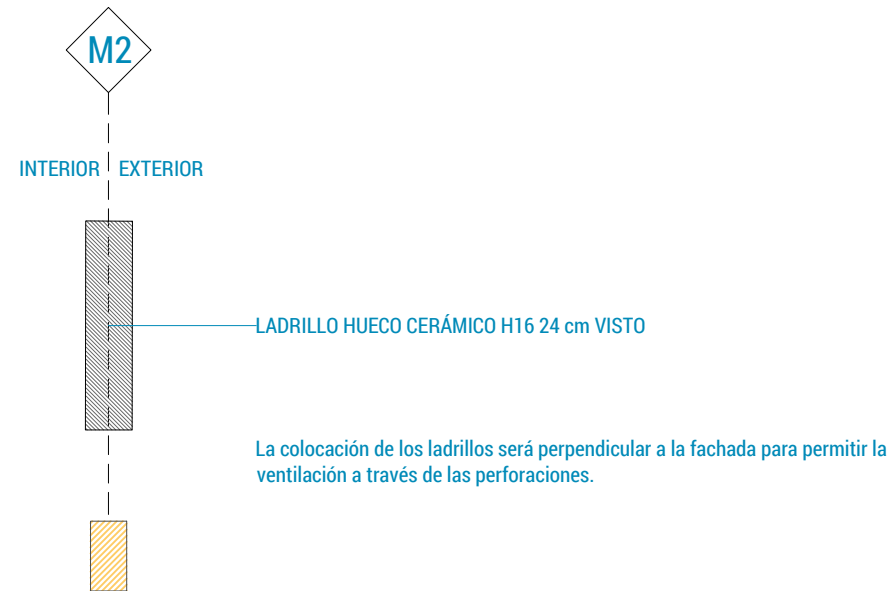 M2
INTERIOR EXTERIOR
LADRILLO HUECO CERÁMICO H16 24 cm VISTO
La colocación de los ladrillos será perpendicular a la fachada para permitir la
ventilación a través de las perforaciones.